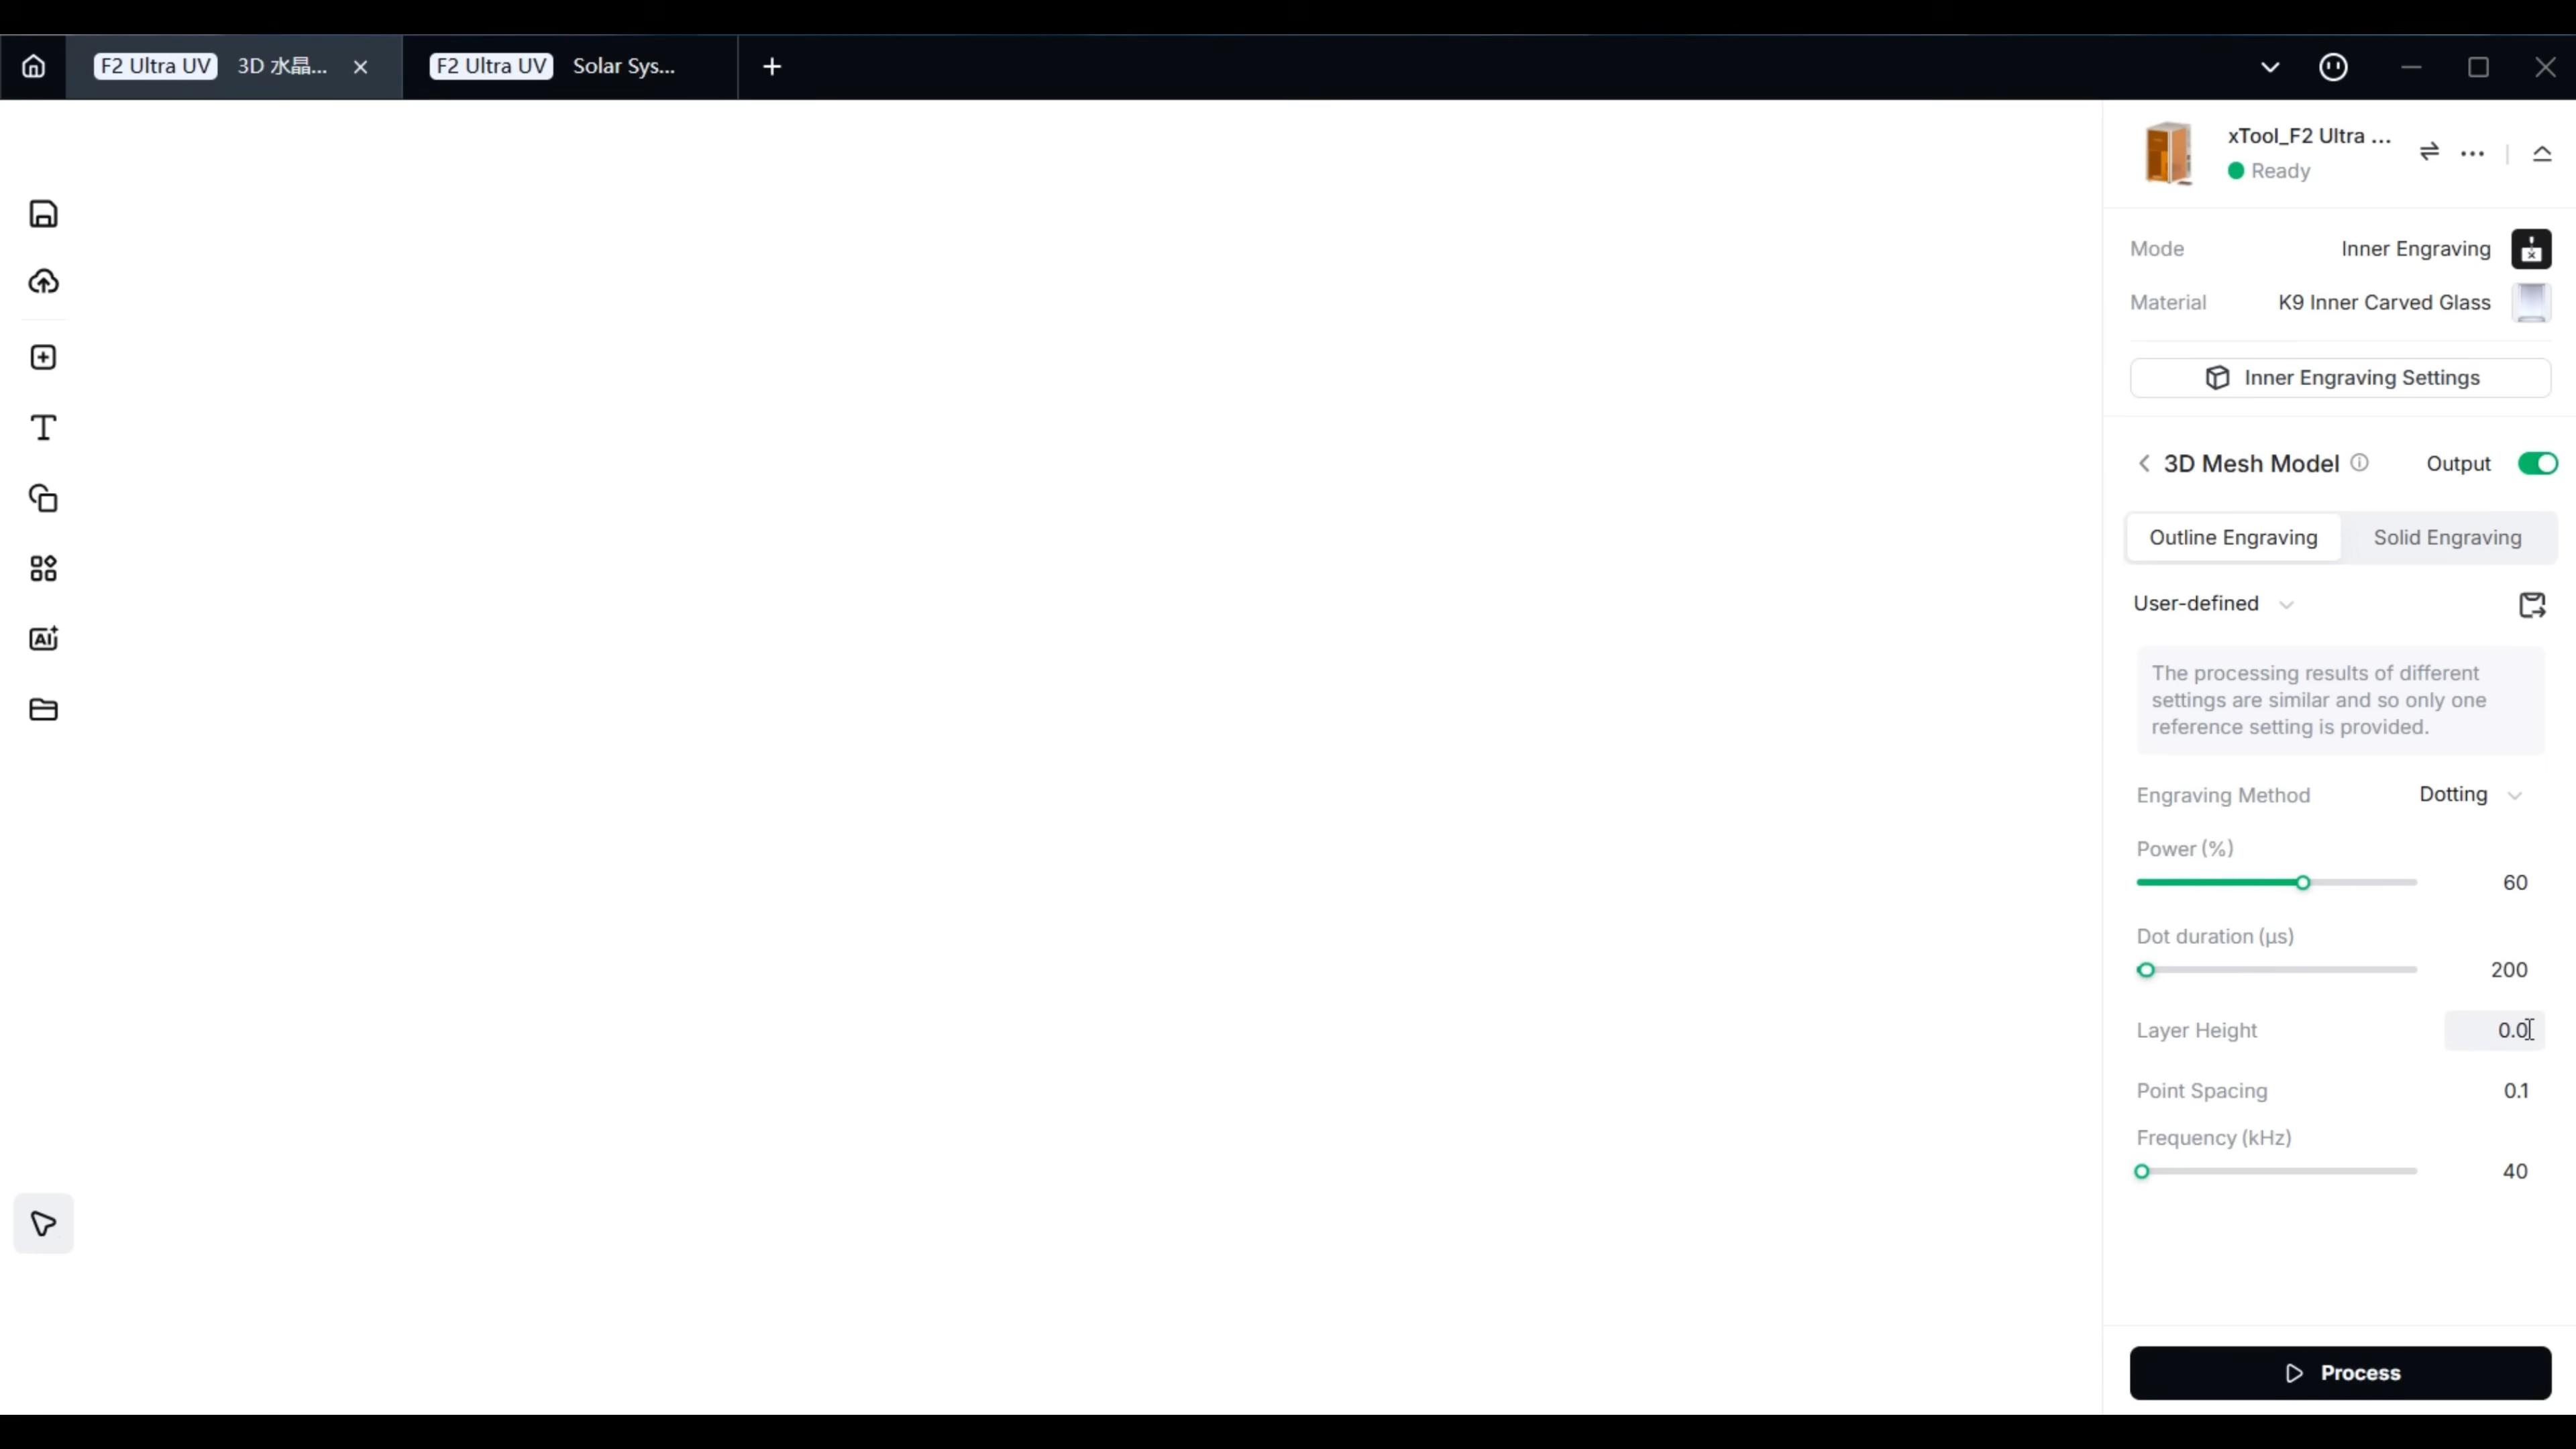 F2 Ultra UV 3D 水晶...
F2 Ultra UV Solar Sys...
xTool_F2 Ultra ...
Ready
Mode Inner Engraving
Material K9 Inner Carved Glass
Inner Engraving Settings
3D Mesh Model Output
Outline Engraving Solid Engraving
User-defined
The processing results of different
settings are similar and so only one
reference setting is provided.
Engraving Method Dotting
Power (%)
60
Dot duration (µs)
200
Layer Height 0.0
Point Spacing 0.1
Frequency (kHz)
40
AI
Process